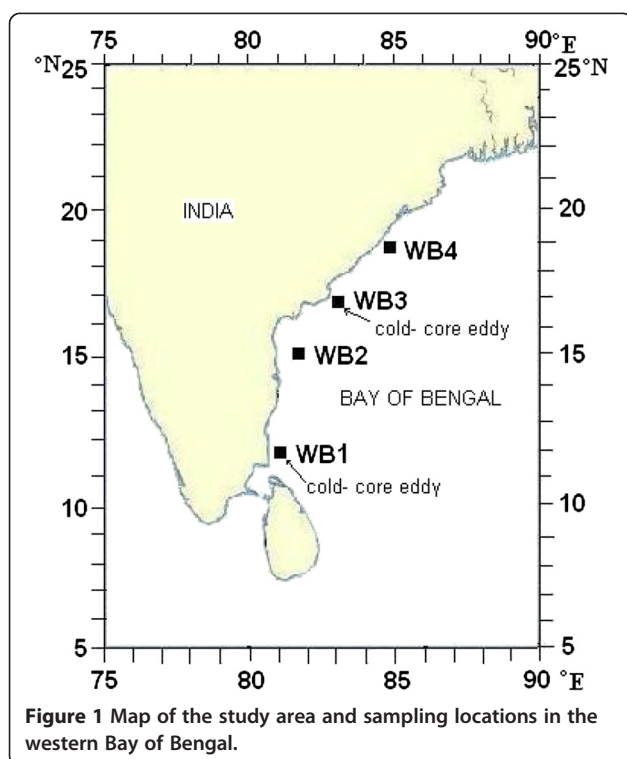 75 80 85 90°E
°N25 25°N
INDIA
20 20
WB4
WB3
cold- core eddy
15 WB2 15
BAY OF BENGAL
WB1
cold- core eddy
10 10
5 5
75 80 85 90 °E
Figure 1 Map of the study area and sampling locations in the
western Bay of Bengal.